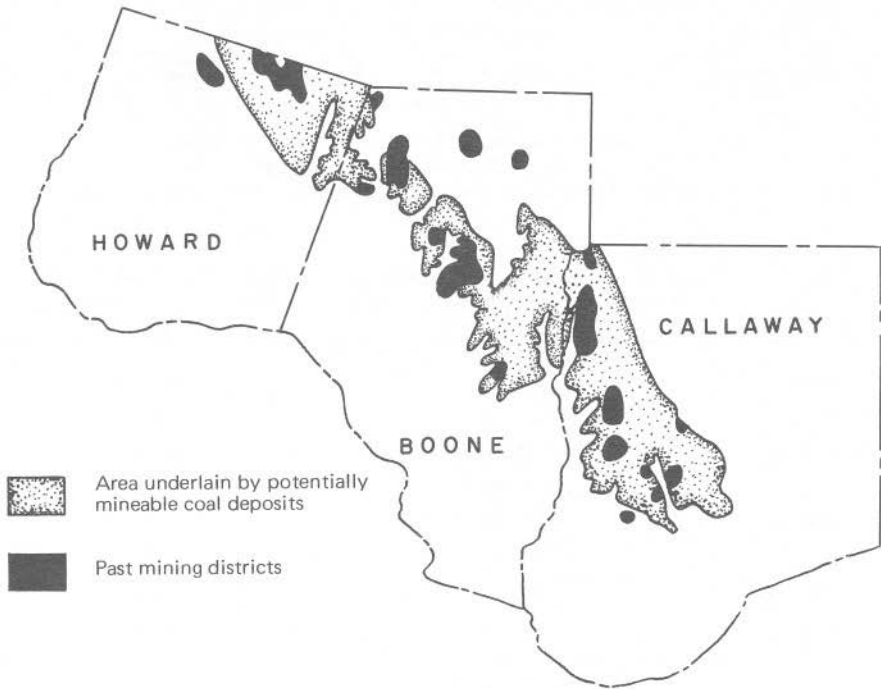 HOWARD
CALLAWAY
BOONE
Area underlain by potentially
mineable coal deposits
Past mining districts